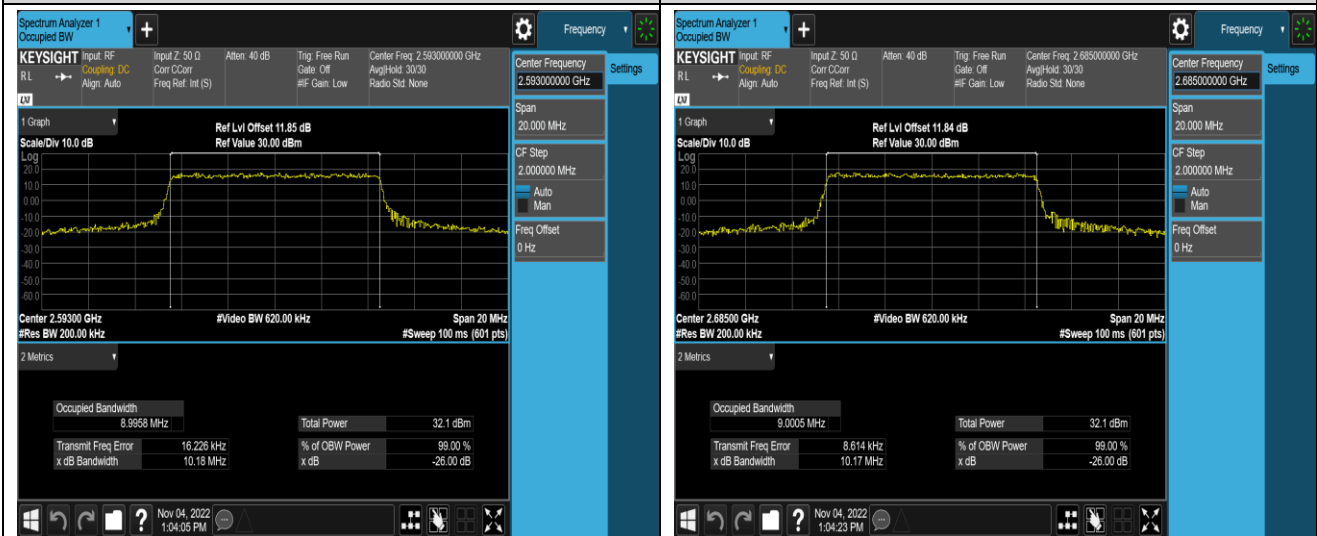 Spectrum Analyzer 1
Occupied BW
+
Frequency
KEYSIGHT
RL
LXI
Input: RF
Coupling: DC
Align: Auto
Input Z: 50 Ω
Corr CCorr
Freq Ref: Int (S)
Atten: 40 dB
Trig: Free Run
Gate: Off
#IF Gain: Low
Center Freq: 2.593000000 GHz
Avg|Hold: 30/30
Radio Std: None
Center Frequency
2.593000000 GHz
Settings
Span
20.000 MHz
CF Step
2.000000 MHz
Auto
Man
Freq Offset
0 Hz
1 Graph
Scale/Div 10.0 dB
Ref Lvl Offset 11.85 dB
Ref Value 30.00 dBm
Log
20.0
10.0
0.00
-10.0
-20.0
-30.0
-40.0
-50.0
-60.0
Center 2.59300 GHz
#Res BW 200.00 kHz
#Video BW 620.00 kHz
Span 20 MHz
#Sweep 100 ms (601 pts)
2 Metrics
Occupied Bandwidth
8.9958 MHz
Transmit Freq Error 16.226 kHz
x dB Bandwidth 10.18 MHz
Total Power 32.1 dBm
% of OBW Power 99.00 %
x dB -26.00 dB
?
Nov 04, 2022
1:04:05 PM
Spectrum Analyzer 1
Occupied BW
+
Frequency
KEYSIGHT
RL
LXI
Input: RF
Coupling: DC
Align: Auto
Input Z: 50 Ω
Corr CCorr
Freq Ref: Int (S)
Atten: 40 dB
Trig: Free Run
Gate: Off
#IF Gain: Low
Center Freq: 2.685000000 GHz
Avg|Hold: 30/30
Radio Std: None
Center Frequency
2.685000000 GHz
Settings
Span
20.000 MHz
CF Step
2.000000 MHz
Auto
Man
Freq Offset
0 Hz
1 Graph
Scale/Div 10.0 dB
Ref Lvl Offset 11.84 dB
Ref Value 30.00 dBm
Log
20.0
10.0
0.00
-10.0
-20.0
-30.0
-40.0
-50.0
-60.0
Center 2.68500 GHz
#Res BW 200.00 kHz
#Video BW 620.00 kHz
Span 20 MHz
#Sweep 100 ms (601 pts)
2 Metrics
Occupied Bandwidth
9.0005 MHz
Transmit Freq Error 8.614 kHz
x dB Bandwidth 10.17 MHz
Total Power 32.1 dBm
% of OBW Power 99.00 %
x dB -26.00 dB
?
Nov 04, 2022
1:04:23 PM